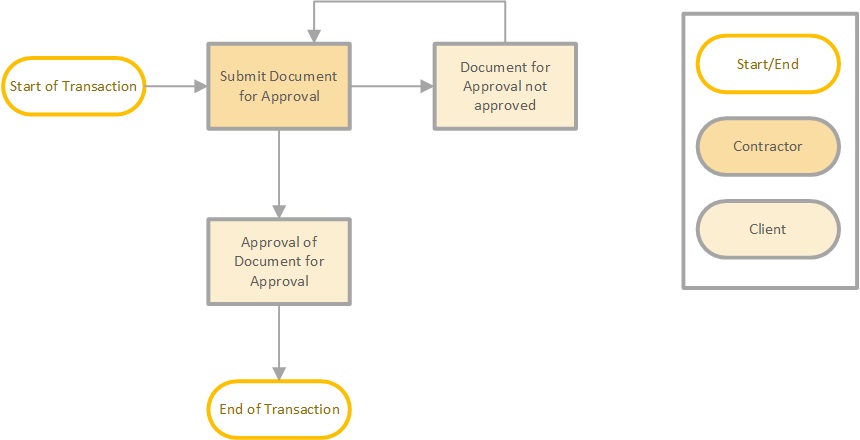 Start of Transaction
Submit Document
for Approval
Document for
Approval not
approved
Approval of
Document for
Approval
End of Transaction
Start/End
Contractor
Client